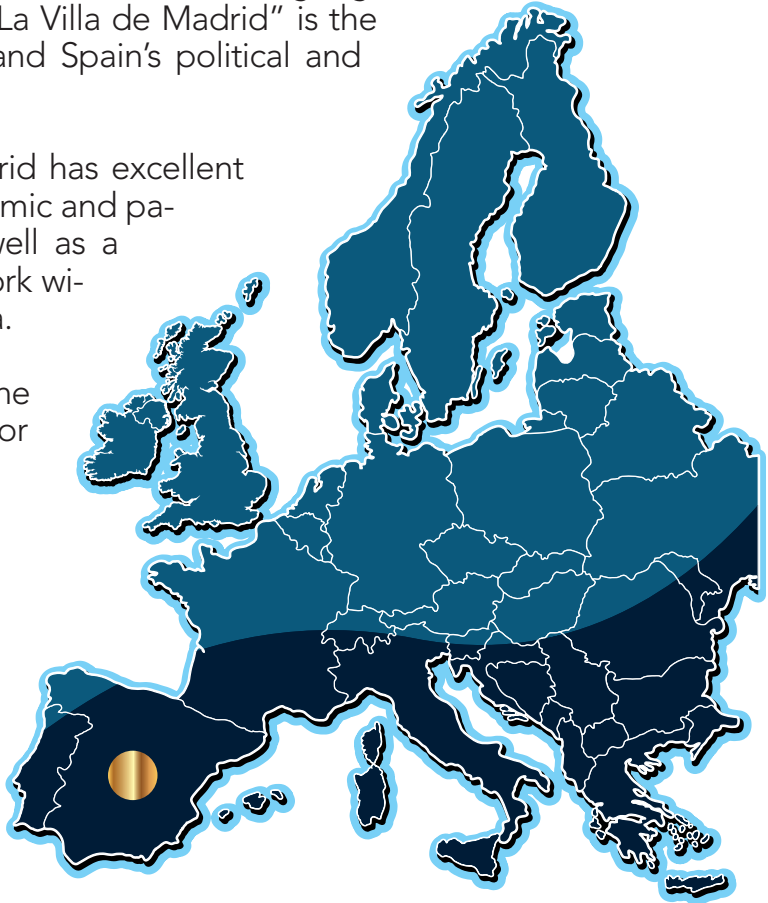 La Villa de Madrid” is the
and Spain’s political and
rid has excellent
mic and pa-
well as a
ork wi-
a.
ne
or